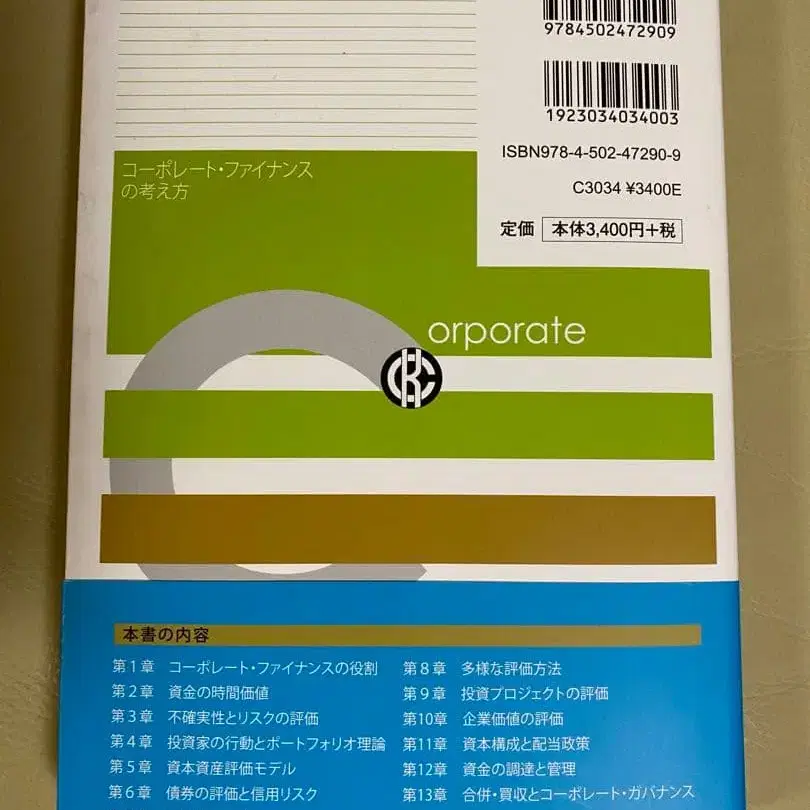 9784502472909
1923034034003
ISBN978-4-502-47290-9
C3034 ¥3400E
定価 本体3,400円+税
コーポレート・ファイナンス
の考え方
orporate
本書の内容
第1章 コーポレート・ファイナンスの役割
第2章 資金の時間価値
第3章 不確実性とリスクの評価
第4章 投資家の行動とポートフォリオ理論
第5章 資本資産評価モデル
第6章 債券の評価と信用リスク
第8章 多様な評価方法
第9章 投資プロジェクトの評価
第10章 企業価値の評価
第11章 資本構成と配当政策
第12章 資金の調達と管理
第13章 合併・買収とコーポレート・ガバナンス